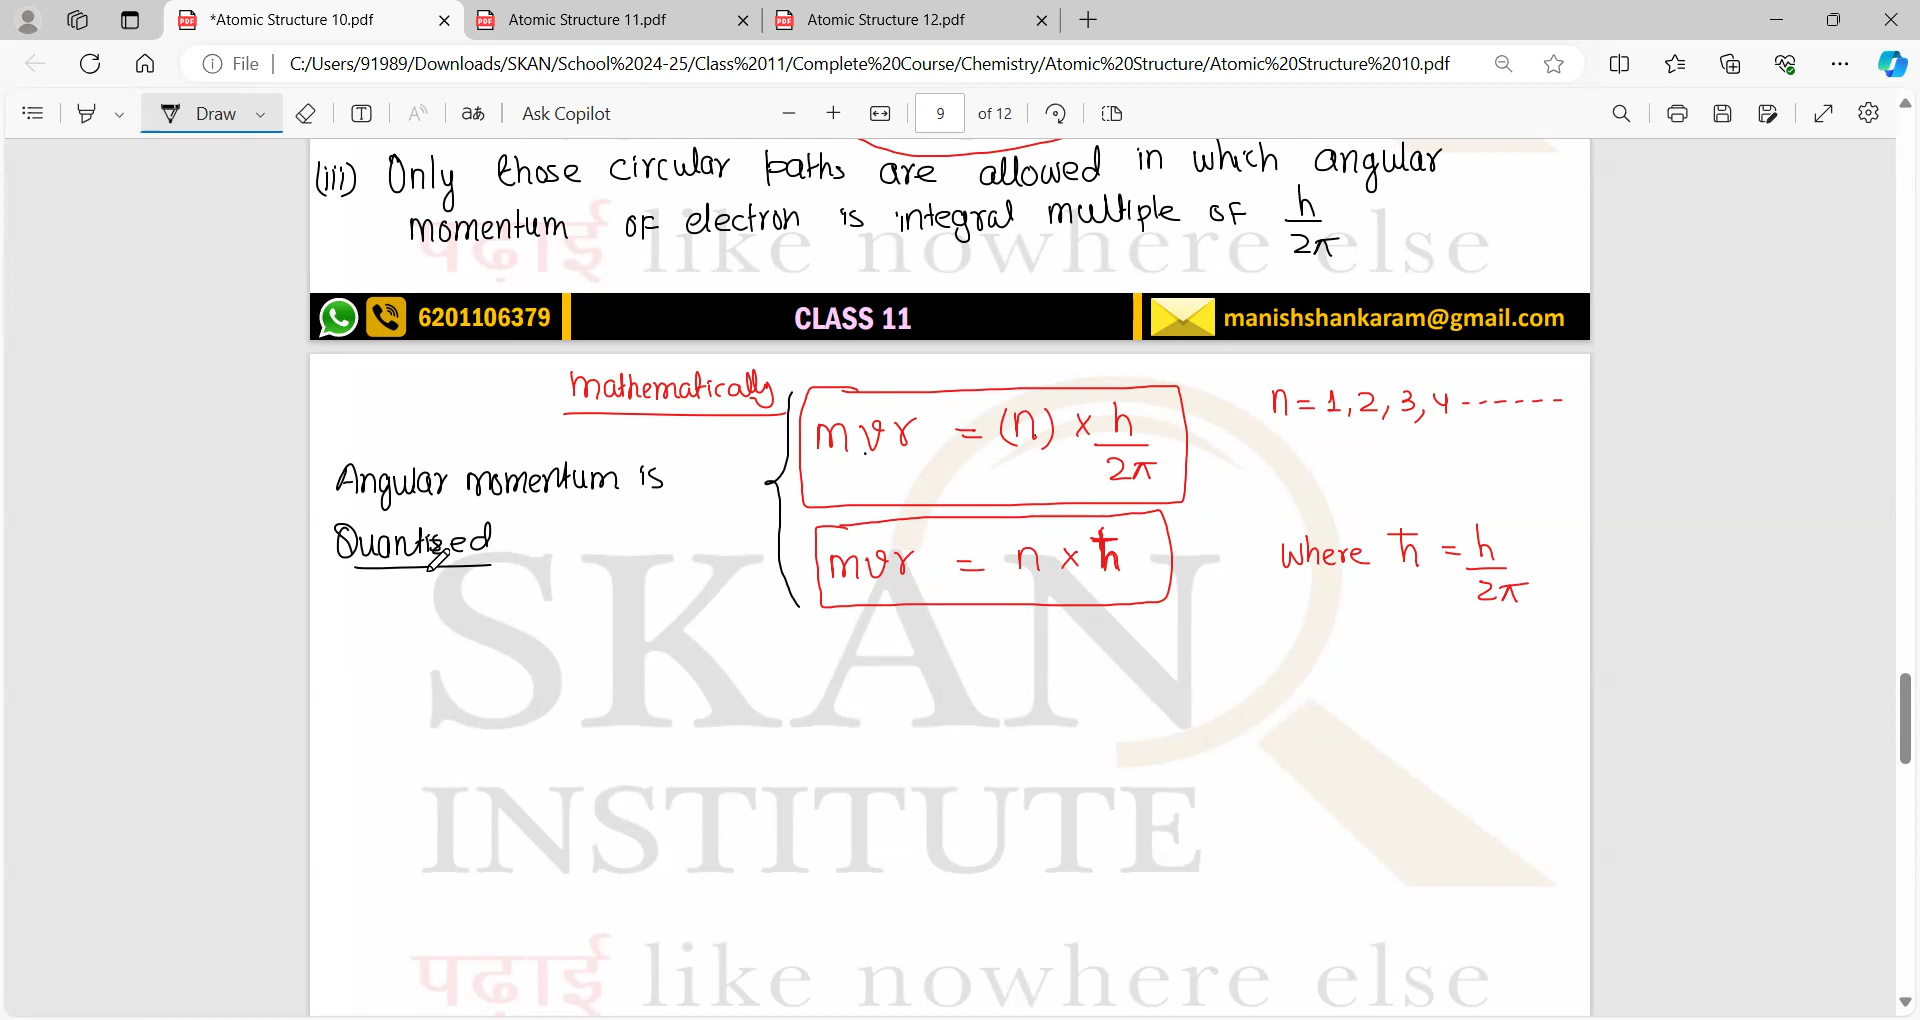 *Atomic Structure 10.pdf
Atomic Structure 11.pdf
Atomic Structure 12.pdf
File
C:/Users/91989/Downloads/SKAN/School%2024-25/Class%2011/Complete%20Course/Chemistry/Atomic%20Structure/Atomic%20Structure%2010.pdf
Draw
Ask Copilot
9 of 12
(iii) Only those circular paths are allowed in which angular
momentum of electron is integral multiple of h/2π
पढ़ाई like nowhere else
6201106379
CLASS 11
manishshankaram@gmail.com
Mathematically
mvr = (n) × h/2π
n = 1, 2, 3, 4 ------
Angular momentum is
Quantised
mvr = n × ħ
where ħ = h/2π
SKAN
INSTITUTE
पढ़ाई like nowhere else